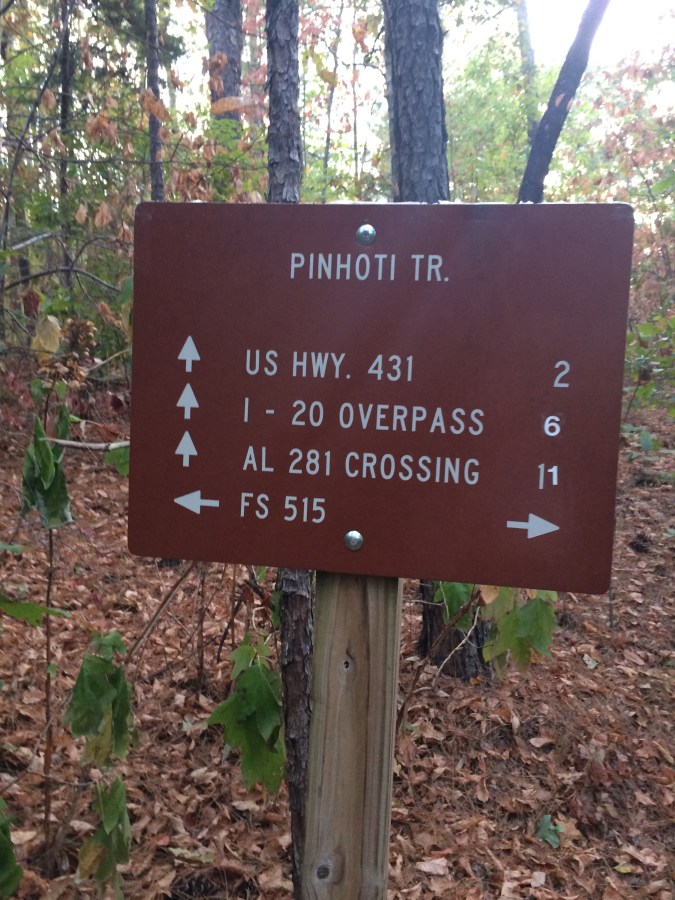 PINHOTI TR.
↑ US HWY. 431 2
↑ I - 20 OVERPASS 6
↑ AL 281 CROSSING 11
← FS 515 →